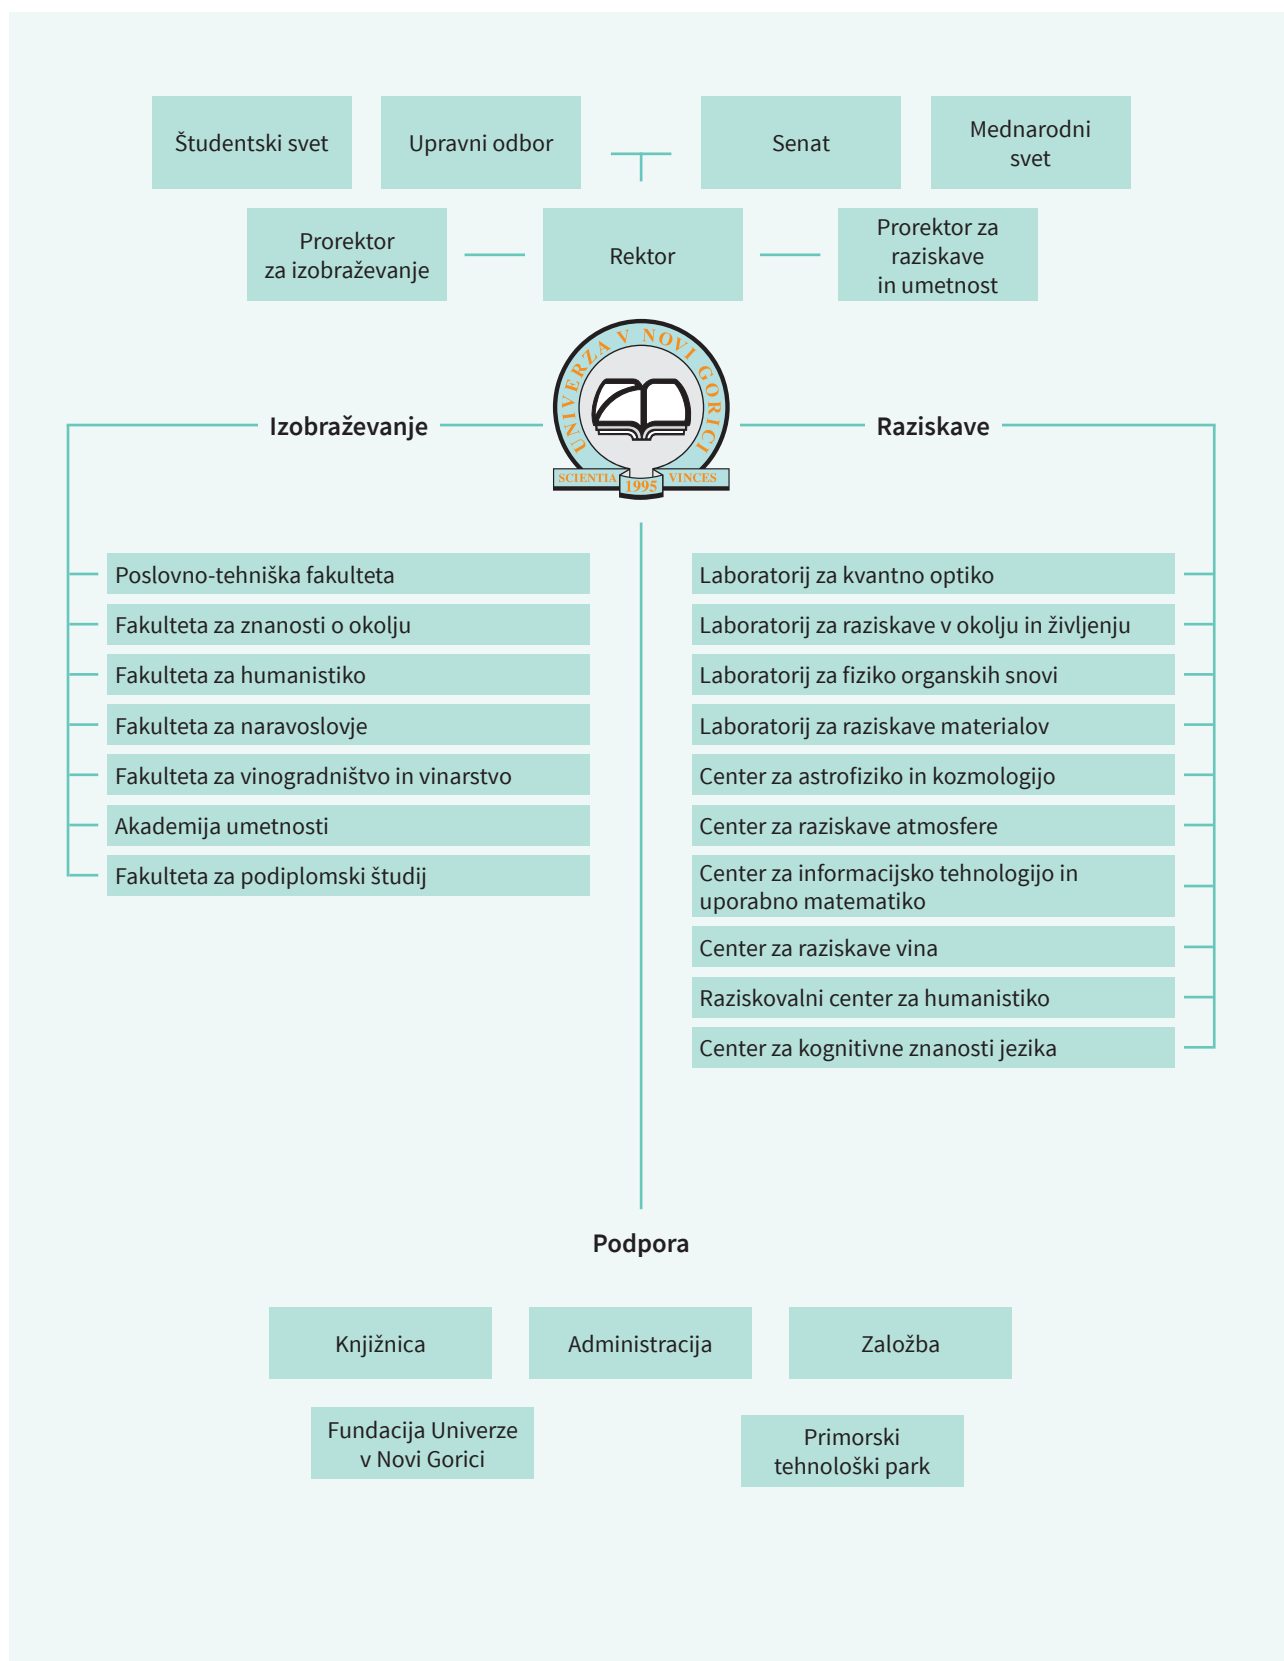 Študentski svet
Upravni odbor
Senat
Mednarodni
svet
Prorektor
za izobraževanje
Rektor
Prorektor za
raziskave
in umetnost
UNIVERZA V NOVI GORICI
SCIENTIA
1995
VINCES
Izobraževanje
Raziskave
Poslovno-tehniška fakulteta
Fakulteta za znanosti o okolju
Fakulteta za humanistiko
Fakulteta za naravoslovje
Fakulteta za vinogradništvo in vinarstvo
Akademija umetnosti
Fakulteta za podiplomski študij
Laboratorij za kvantno optiko
Laboratorij za raziskave v okolju in življenju
Laboratorij za fiziko organskih snovi
Laboratorij za raziskave materialov
Center za astrofiziko in kozmologijo
Center za raziskave atmosfere
Center za informacijsko tehnologijo in
uporabno matematiko
Center za raziskave vina
Raziskovalni center za humanistiko
Center za kognitivne znanosti jezika
Podpora
Knjižnica
Administracija
Založba
Fundacija Univerze
v Novi Gorici
Primorski
tehnološki park